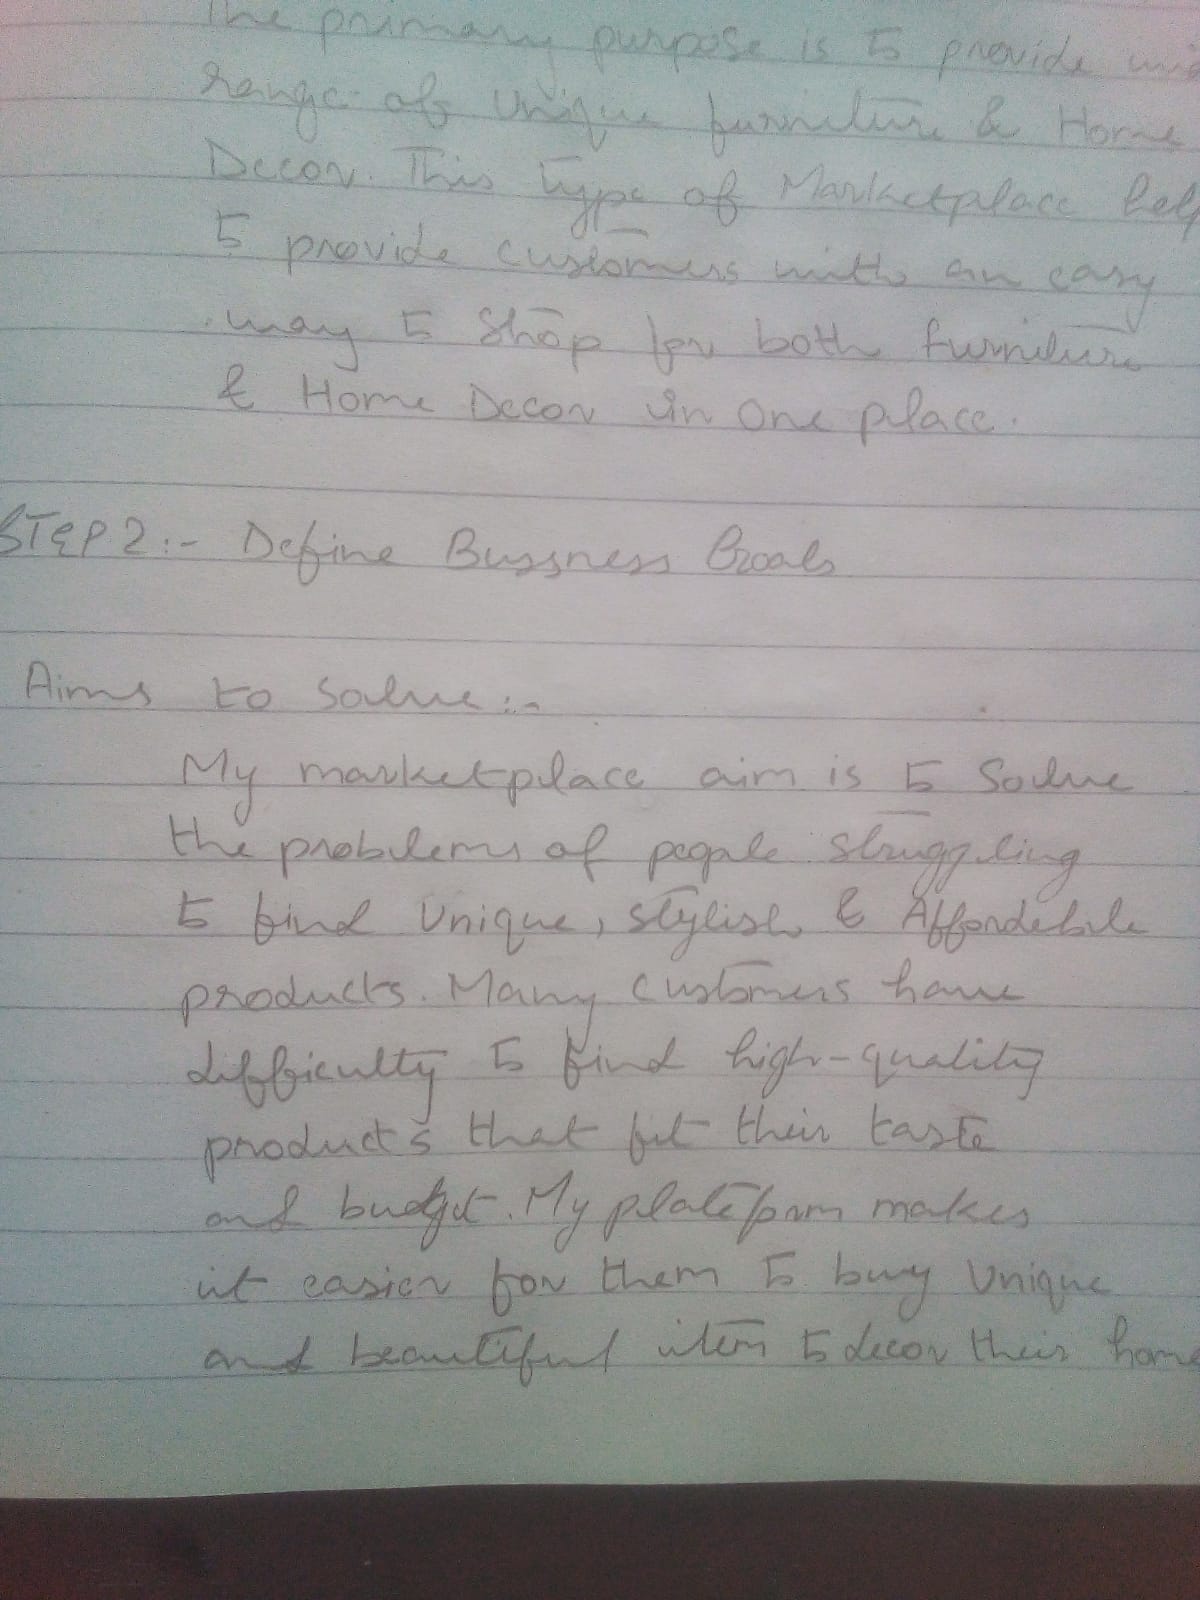 The primary purpose is to provide
range of Unique furniture & Home
Decor. This type of Marketplace help
to provide customers with an easy
way to Shop for both furniture
& Home Decor in one place.
STEP 2:- Define Bussness Goals
Aims to Solve:-
My marketplace aim is to Solve
the problems of people struggling
to find Unique, stylish & Affordeble
products. Many customers have
difficulty to find high-quality
products that fit their taste
and budget. My plateform makes
it easier for them to buy Unique
and beautiful item to decor their home